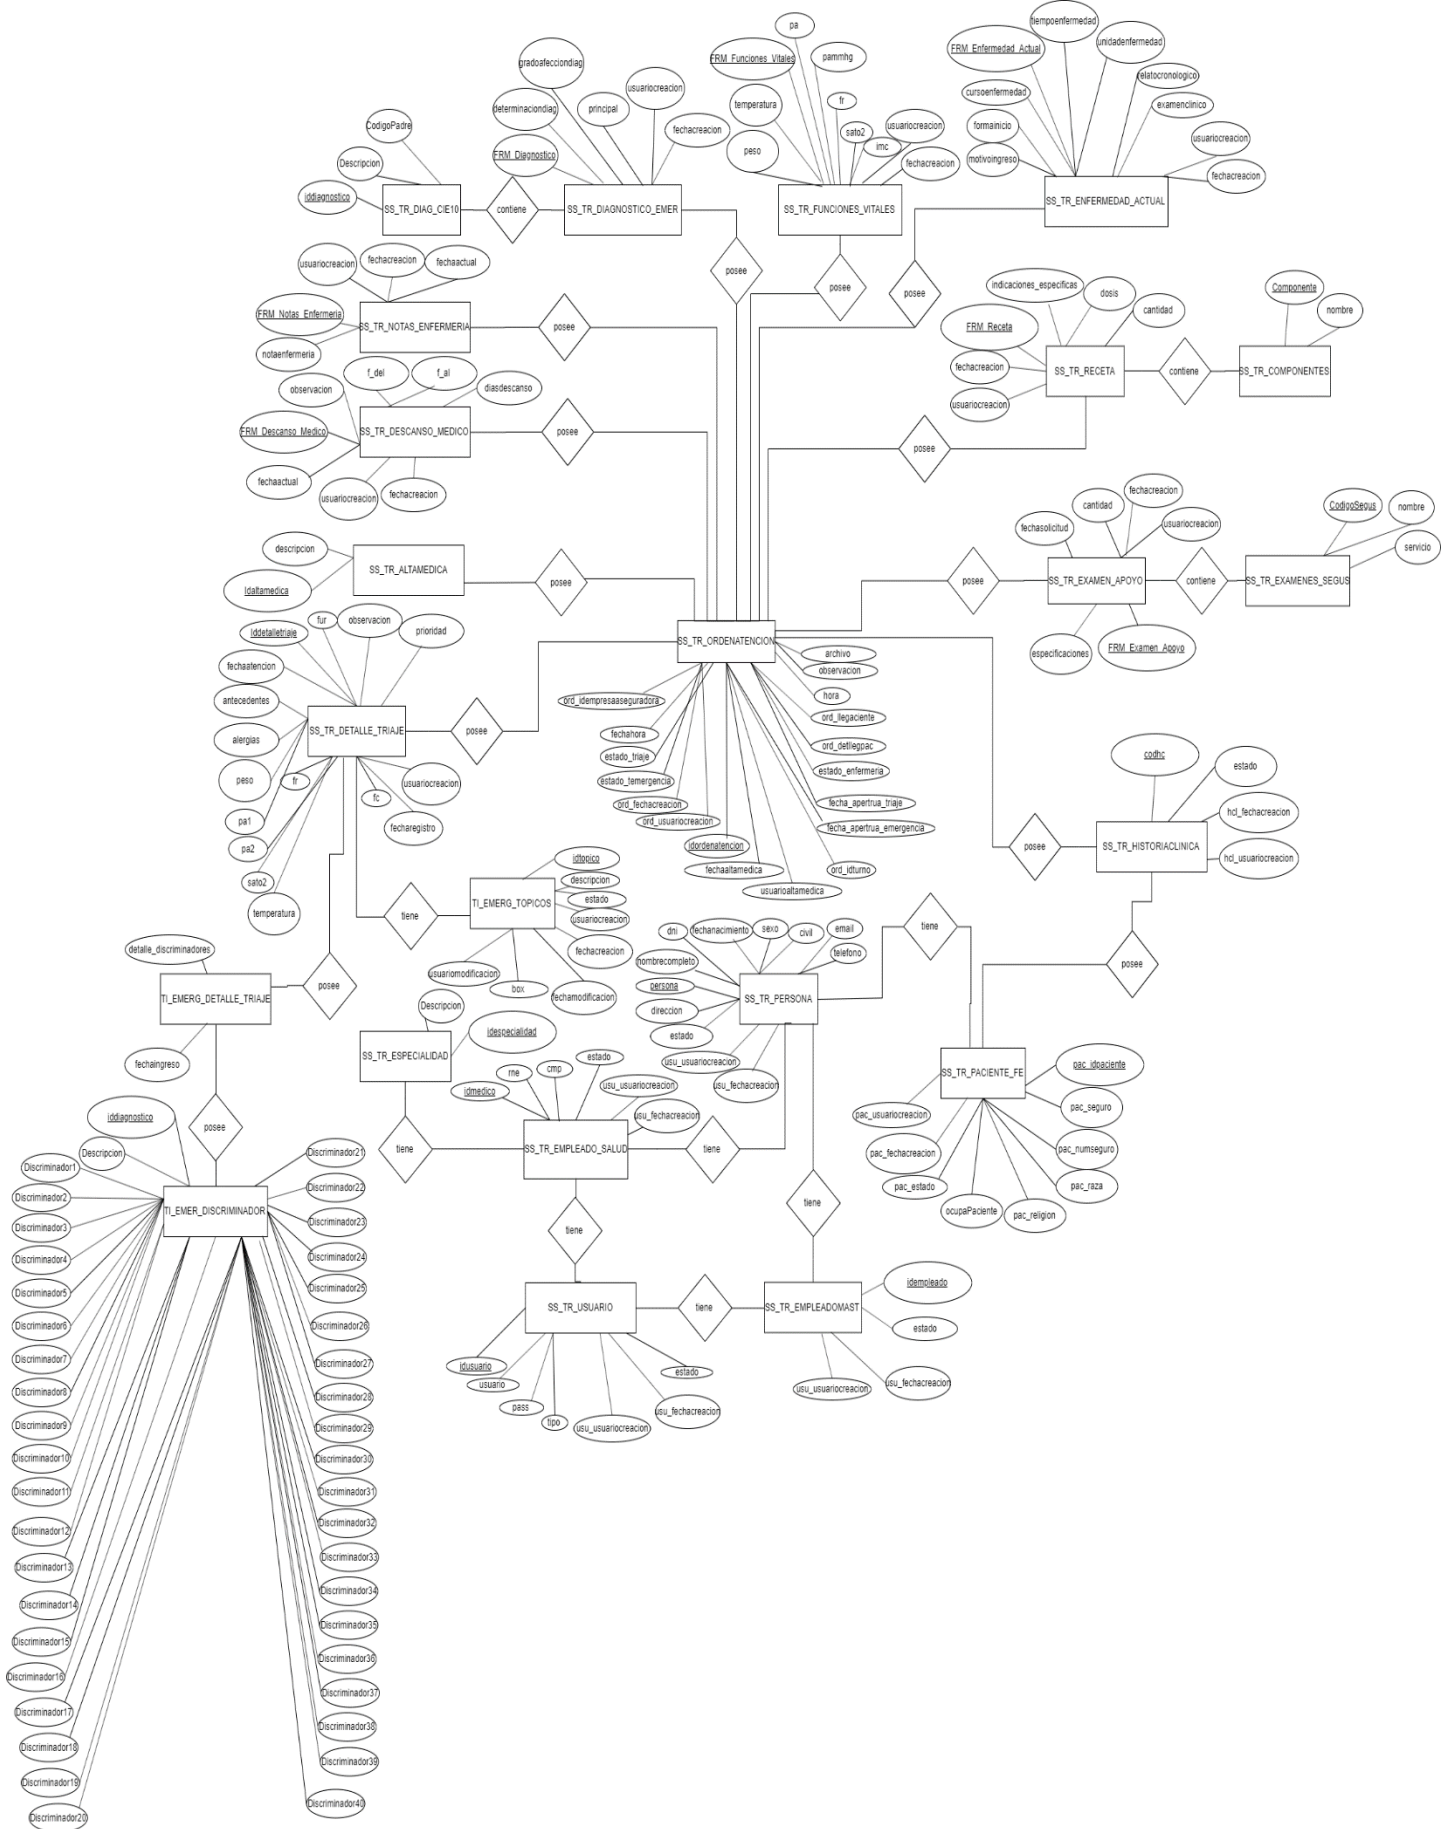 pa
tiempoenfermedad
FRM_Enfermedad_Actual
unidadenfermedad
gradoafecciondiag
FRM_Funciones_Vitales
pammhg
relatocronologico
usuariocreacion
cursoenfermedad
examenclinico
determinaciondiag
principal
temperatura
fr
CodigoPadre
formainicio
usuariocreacion
fechacreacion
sato2
usuariocreacion
imc
FRM_Diagnostico
peso
fechacreacion
motivoingreso
fechacreacion
Descripcion
iddiagnostico
SS_TR_DIAG_CIE10
contiene
SS_TR_DIAGNOSTICO_EMER
SS_TR_FUNCIONES_VITALES
SS_TR_ENFERMEDAD_ACTUAL
usuariocreacion
fechacreacion
fechaactual
posee
posee
posee
indicaciones_especificas
dosis
Componente
cantidad
nombre
FRM_Notas_Enfermeria
SS_TR_NOTAS_ENFERMERIA
posee
FRM_Receta
notaenfermeria
fechacreacion
SS_TR_RECETA
contiene
SS_TR_COMPONENTES
f_del
f_al
observacion
diasdescanso
usuariocreacion
FRM_Descanso_Medico
SS_TR_DESCANSO_MEDICO
posee
posee
fechaactual
usuariocreacion
fechacreacion
fechacreacion
cantidad
CodigoSegus
nombre
fechasolicitud
usuariocreacion
servicio
descripcion
SS_TR_ALTAMEDICA
posee
posee
SS_TR_EXAMEN_APOYO
contiene
SS_TR_EXAMENES_SEGUS
Idaltamedica
fur
observacion
prioridad
Iddetalletriaje
SS_TR_ORDENATENCION
especificaciones
FRM_Examen_Apoyo
archivo
observacion
fechaatencion
ord_idempresaaseguradora
hora
antecedentes
ord_llegaciente
SS_TR_DETALLE_TRIAJE
posee
fechahora
alergias
ord_detllegpac
estado_triaje
codhc
estado
estado_enfermeria
peso
fr
usuariocreacion
estado_temergencia
fc
ord_fechacreacion
fecha_apertrua_triaje
hcl_fechacreacion
pa1
ord_usuariocreacion
fecha_apertrua_emergencia
fecharegistro
pa2
idordenatencion
posee
SS_TR_HISTORIACLINICA
hcl_usuariocreacion
idtopico
fechaaltamedica
ord_idturno
sato2
descripcion
usuarioaltamedica
TI_EMERG_TOPICOS
estado
temperatura
tiene
usuariocreacion
dni
fechanacimiento
sexo
civil
email
tiene
detalle_discriminadores
fechacreacion
telefono
nombrecompleto
usuariomodificacion
posee
box
persona
posee
TI_EMERG_DETALLE_TRIAJE
fechamodificacion
SS_TR_PERSONA
Descripcion
direccion
idespecialidad
estado
SS_TR_ESPECIALIDAD
usu_usuariocreacion
fechaingreso
estado
pac_idpaciente
rne
cmp
usu_fechacreacion
SS_TR_PACIENTE_FE
usu_usuariocreacion
idmedico
pac_seguro
iddiagnostico
usu_fechacreacion
pac_usuariocreacion
posee
tiene
SS_TR_EMPLEADO_SALUD
tiene
pac_fechacreacion
pac_numseguro
Descripcion
Discriminador21
Discriminador1
pac_estado
pac_raza
Discriminador22
Discriminador2
TI_EMER_DISCRIMINADOR
ocupaPaciente
pac_religion
Discriminador23
Discriminador3
tiene
tiene
Discriminador24
Discriminador4
Discriminador25
Discriminador5
idempleado
SS_TR_USUARIO
tiene
SS_TR_EMPLEADOMAST
Discriminador26
Discriminador6
estado
Discriminador7
Discriminador27
idusuario
estado
usuario
usu_usuariocreacion
usu_fechacreacion
Discriminador8
Discriminador28
pass
usu_fechacreacion
tipo
usu_usuariocreacion
Discriminador9
Discriminador29
Discriminador10
Discriminador30
Discriminador11
Discriminador31
Discriminador12
Discriminador32
Discriminador13
Discriminador33
Discriminador14
Discriminador34
Discriminador15
Discriminador35
Discriminador16
Discriminador36
Discriminador17
Discriminador37
Discriminador18
Discriminador38
Discriminador19
Discriminador39
Discriminador20
Discriminador40